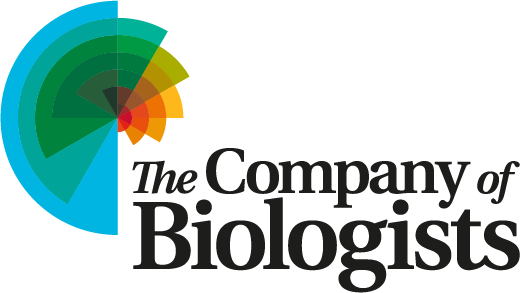 The Company of
Biologists